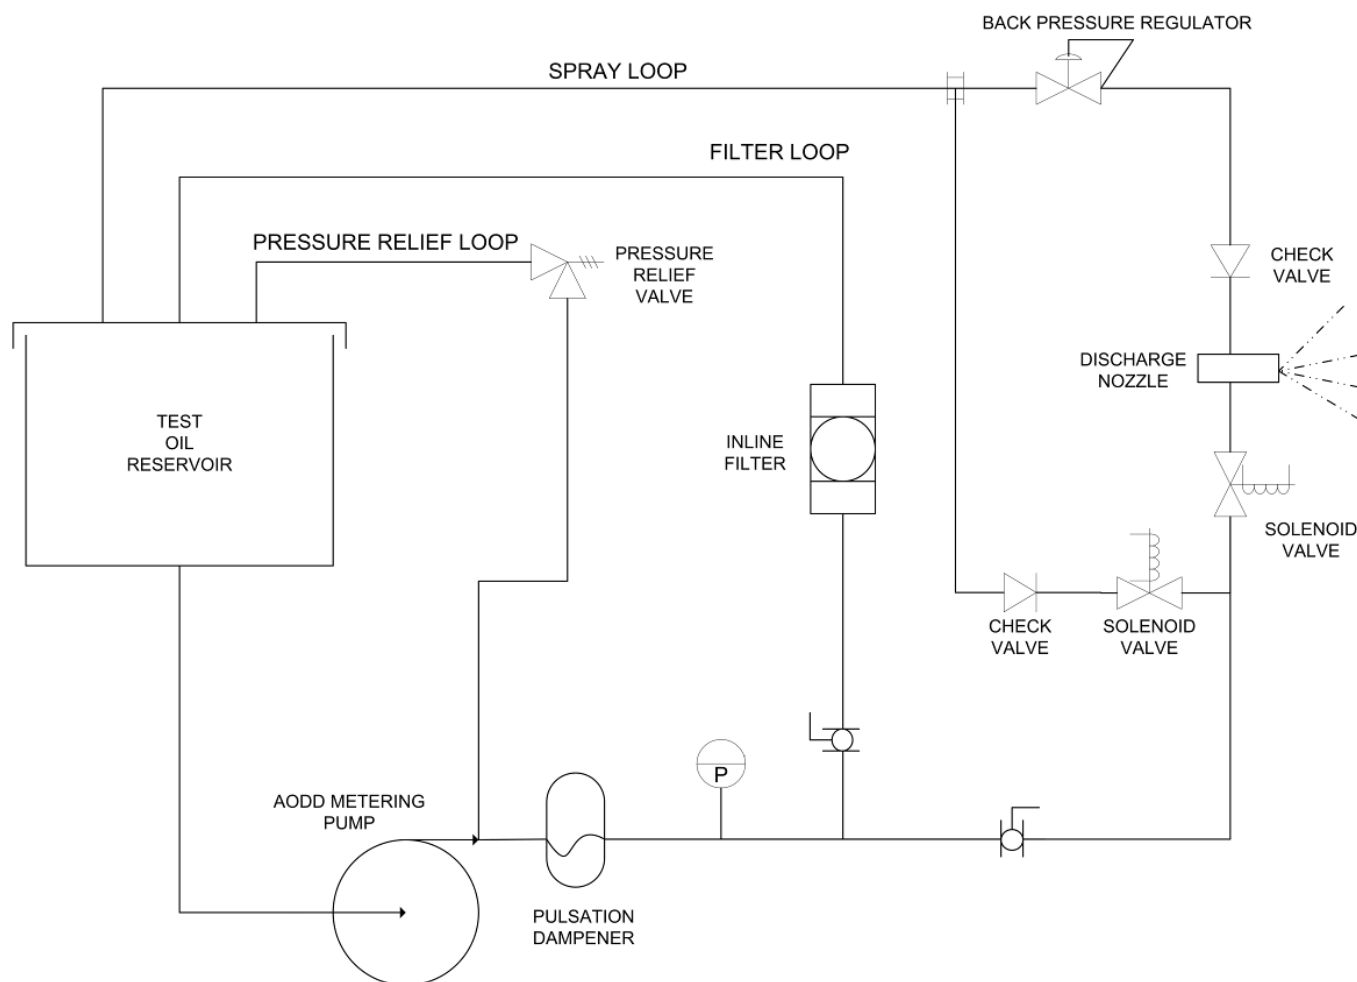 BACK PRESSURE REGULATOR
SPRAY LOOP
FILTER LOOP
PRESSURE RELIEF LOOP
PRESSURE
RELIEF
VALVE
CHECK
VALVE
DISCHARGE
NOZZLE
TEST
OIL
RESERVOIR
INLINE
FILTER
SOLENOID
VALVE
CHECK
VALVE
SOLENOID
VALVE
P
AODD METERING
PUMP
PULSATION
DAMPENER